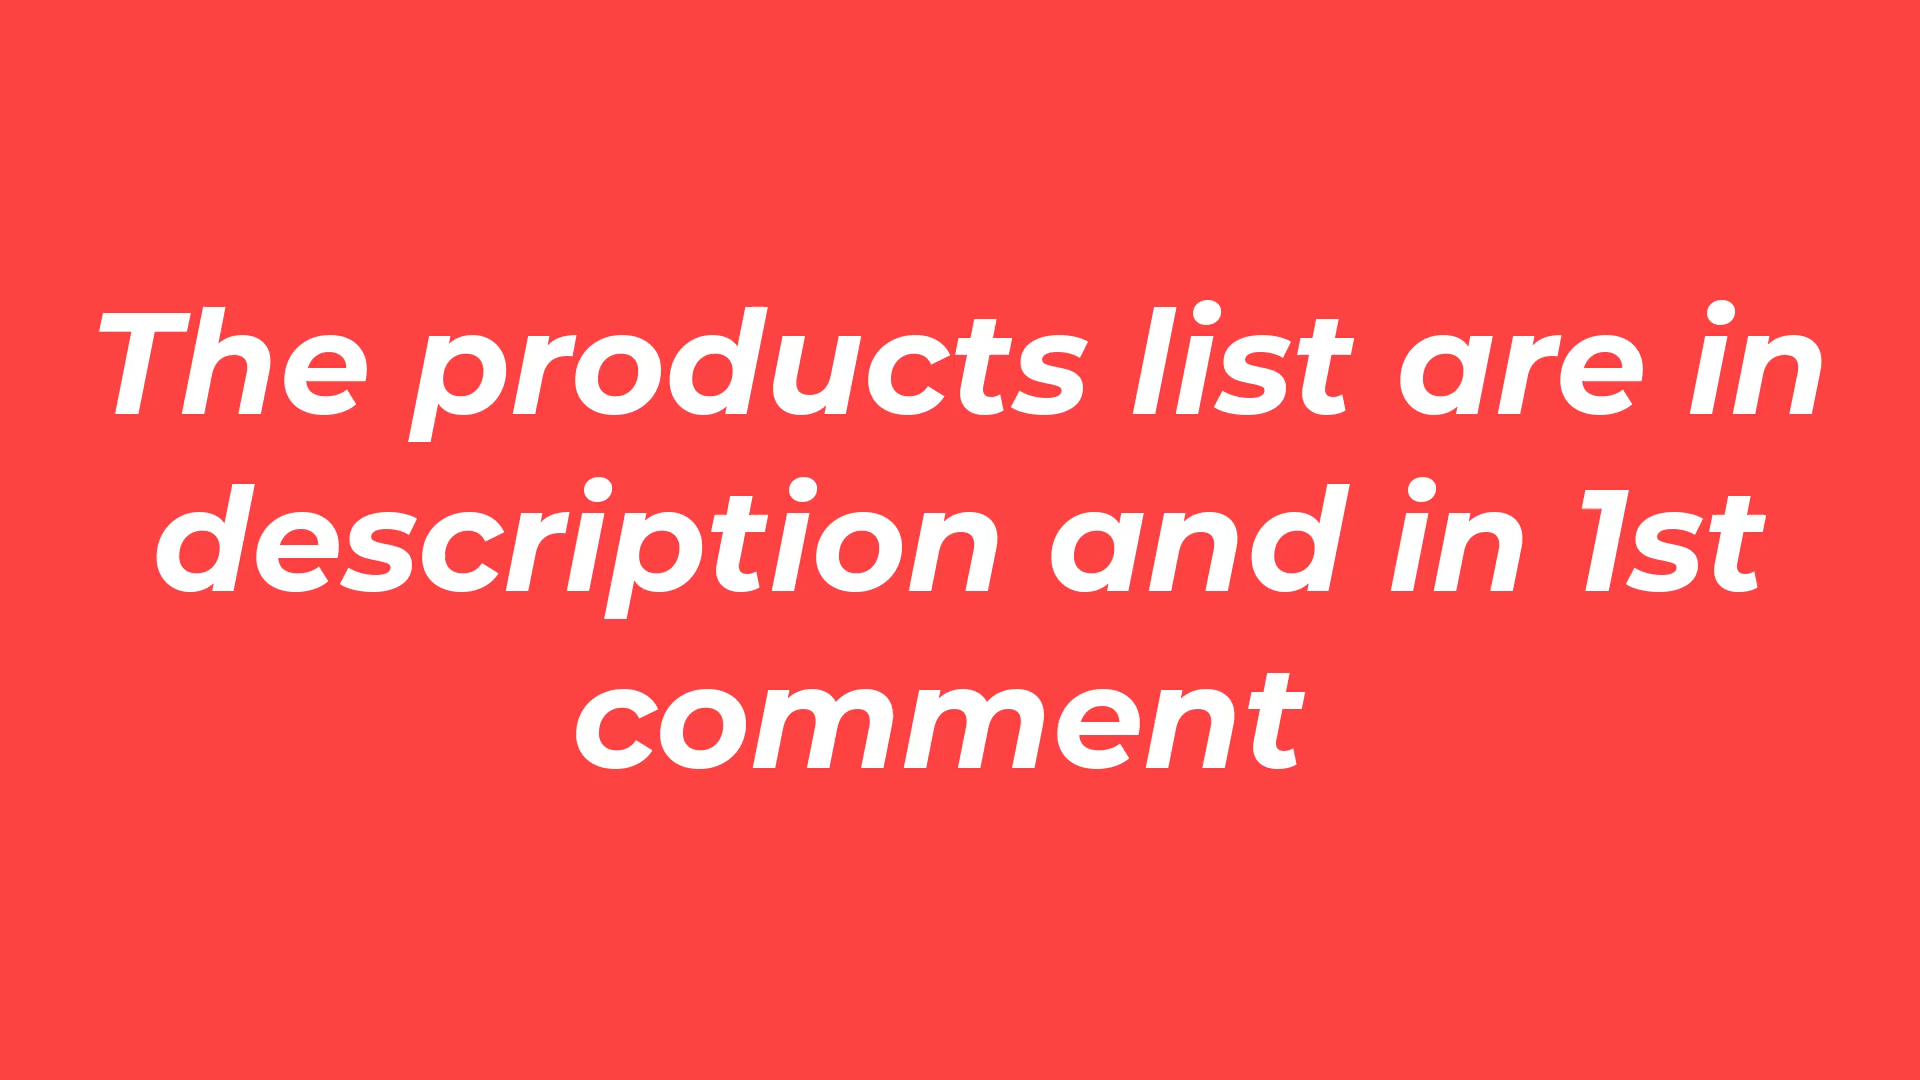 The products list are in
description and in 1st
comment